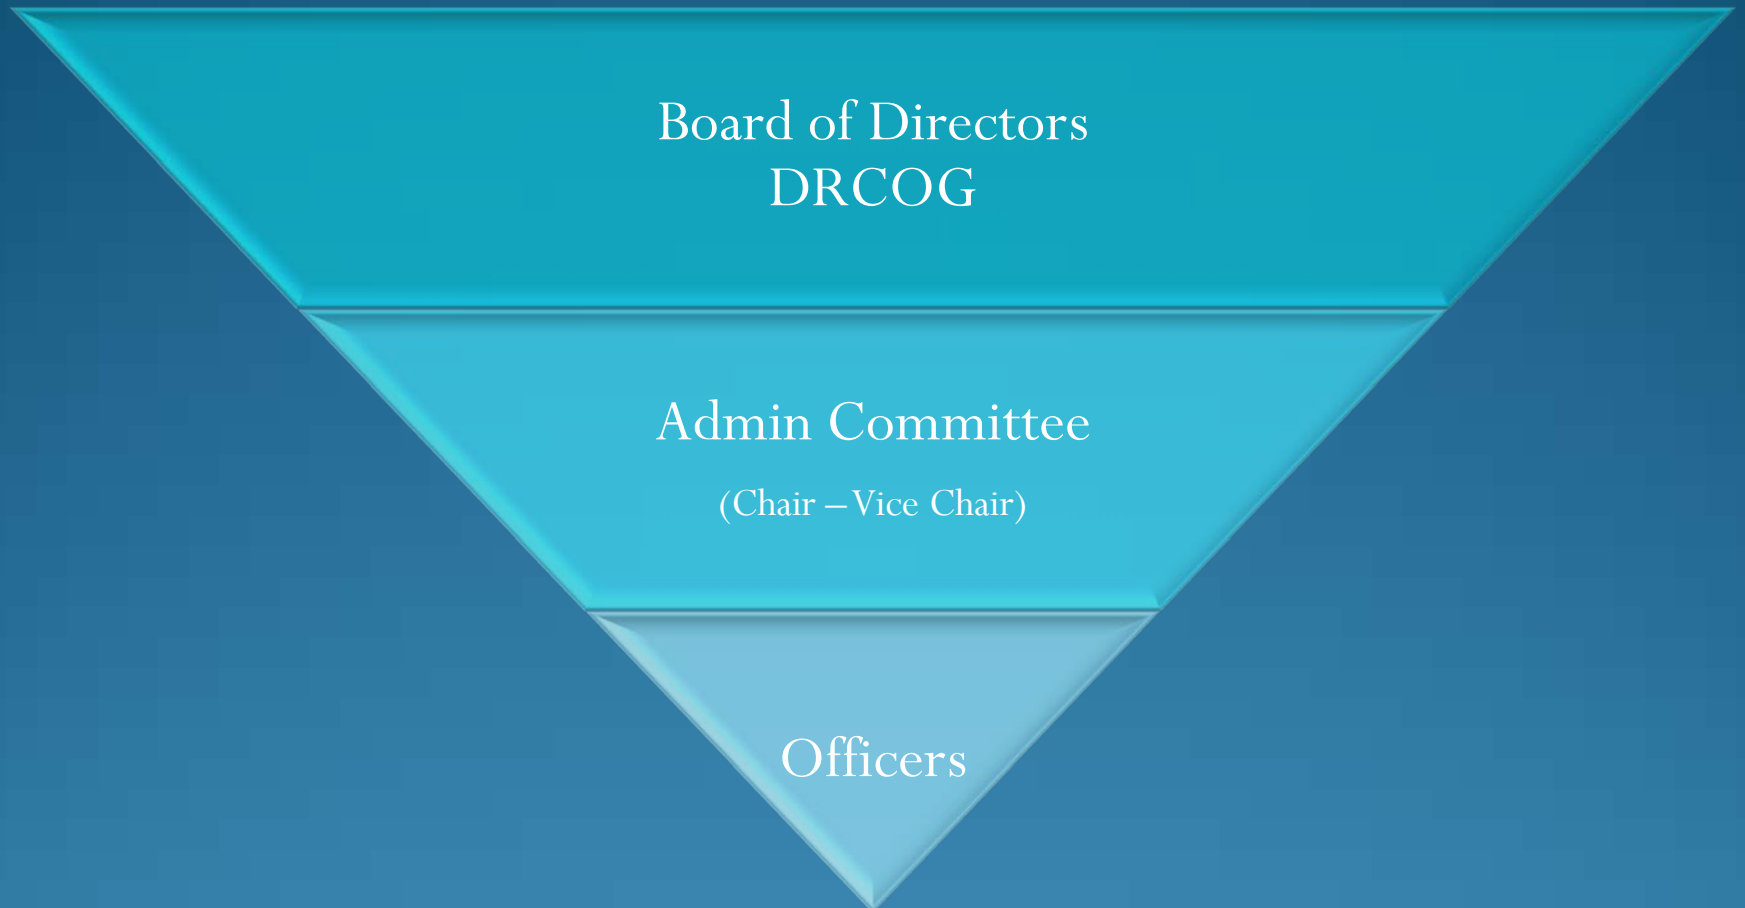 Board of Directors
DRCOG
Admin Committee
(Chair – Vice Chair)
Officers